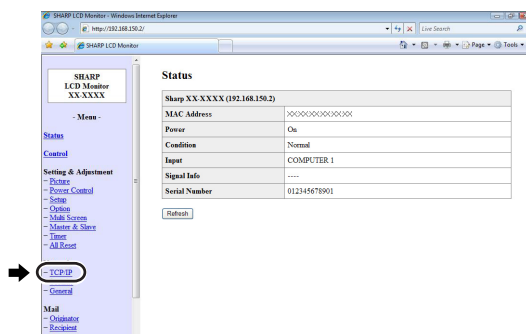 SHARP LCD Monitor - Windows Internet Explorer
http://192.168.150.2/
Live Search
SHARP LCD Monitor
Page
Tools
SHARP
LCD Monitor
XX-XXXX
- Menu -
Status
Control
Setting & Adjustment
- Picture
- Power Control
- Setup
- Option
- Multi Screen
- Master & Slave
- Timer
- All Reset
- TCP/IP
- General
Mail
- Originator
- Recipient
Status
Sharp XX-XXXX (192.168.150.2)
MAC Address XXXXXXXXXXXX
Power On
Condition Normal
Input COMPUTER 1
Signal Info ----
Serial Number 012345678901
Refresh